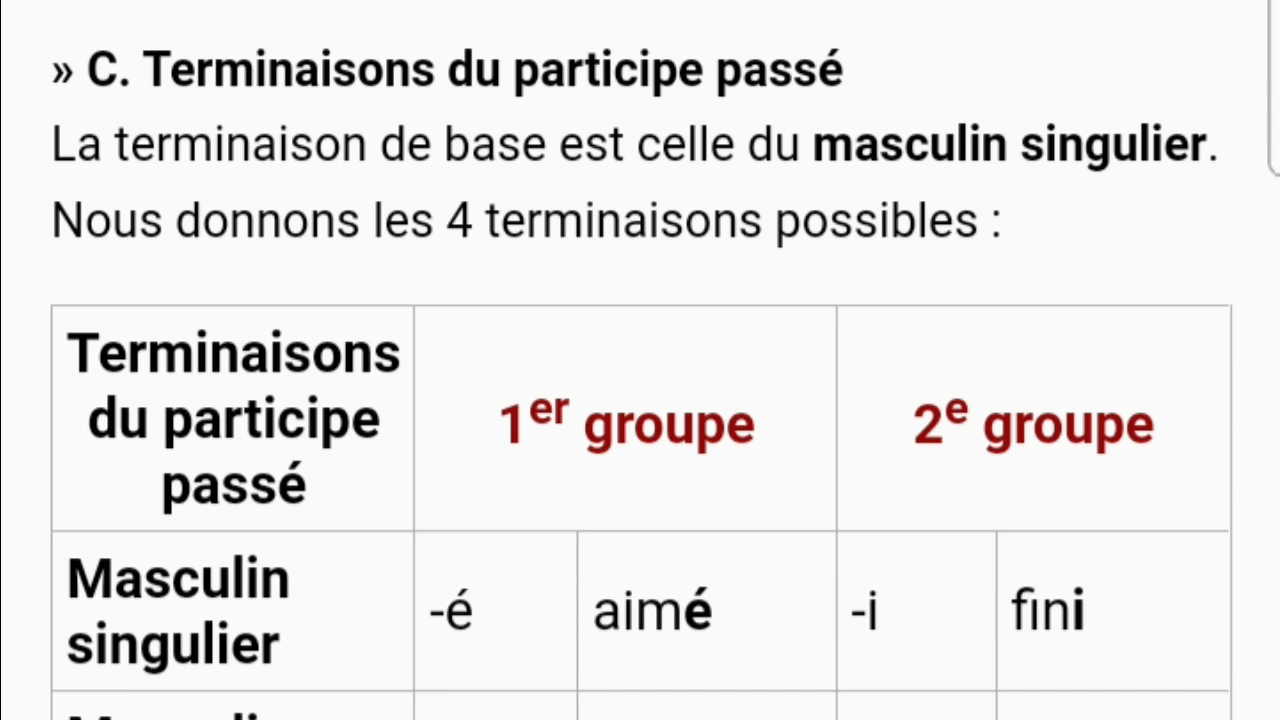 » C. Terminaisons du participe passé
La terminaison de base est celle du masculin singulier.
Nous donnons les 4 terminaisons possibles :
Terminaisons
du participe
passé
1er groupe
2e groupe
Masculin
singulier
-é
aimé
-i
fini